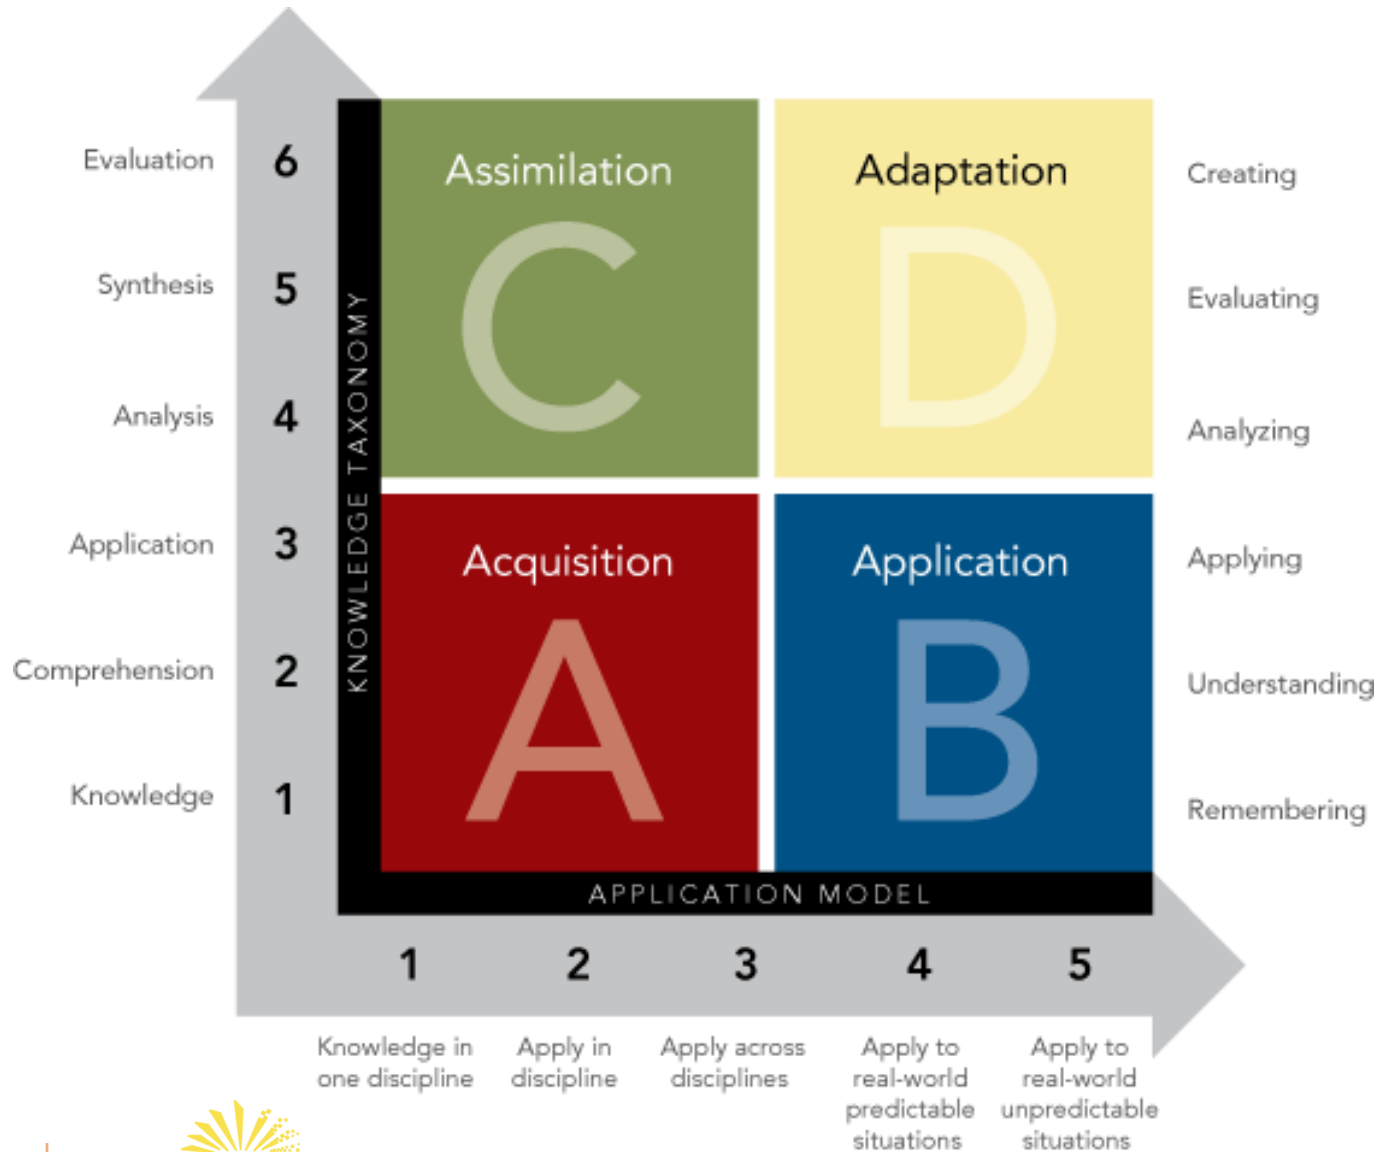 Evaluation
6
Assimilation
Adaptation
Creating
Synthesis
5
C
D
Evaluating
Analysis
4
Analyzing
KNOWLEDGE TAXONOMY
Application
3
Acquisition
Application
Applying
Comprehension
2
A
B
Understanding
Knowledge
1
Remembering
APPLICATION MODEL
1
2
3
4
5
Knowledge in
one discipline
Apply in
discipline
Apply across
disciplines
Apply to
real-world
predictable
situations
Apply to
real-world
unpredictable
situations